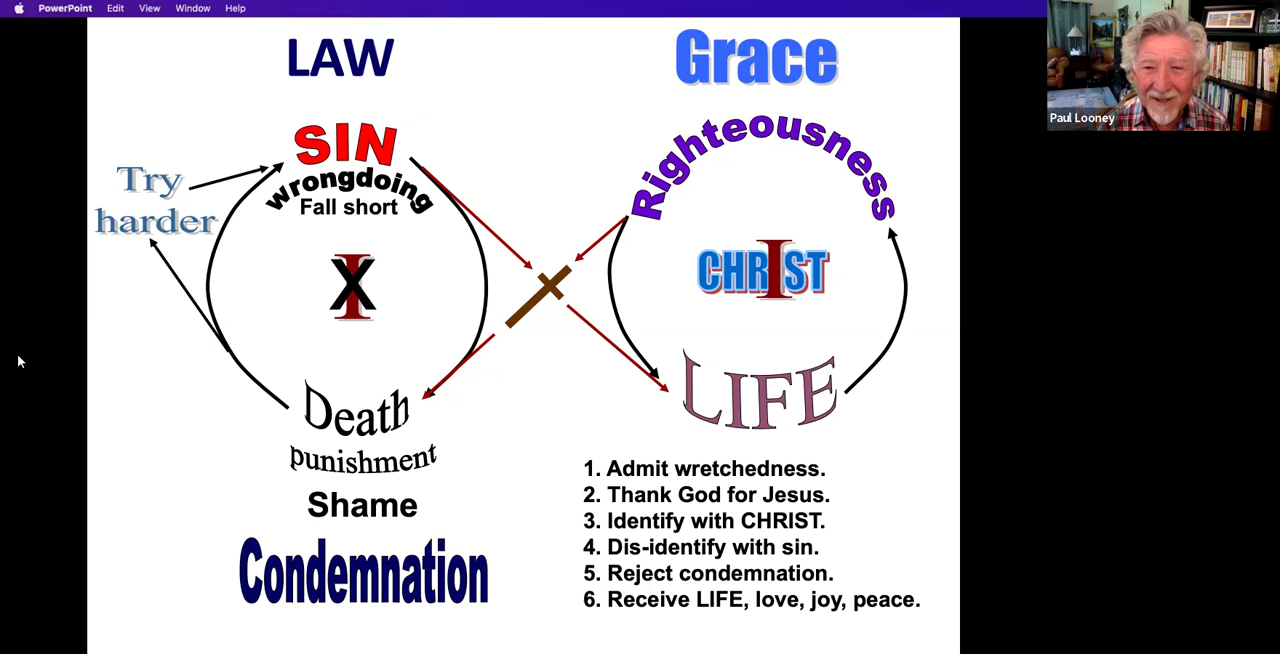 PowerPoint Edit View Window Help
Paul Looney
LAW
Grace
SIN
wrongdoing
Fall short
Try
harder
X
I
Death
punishment
Shame
Condemnation
Righteousness
CHRIST
LIFE
1. Admit wretchedness.
2. Thank God for Jesus.
3. Identify with CHRIST.
4. Dis-identify with sin.
5. Reject condemnation.
6. Receive LIFE, love, joy, peace.